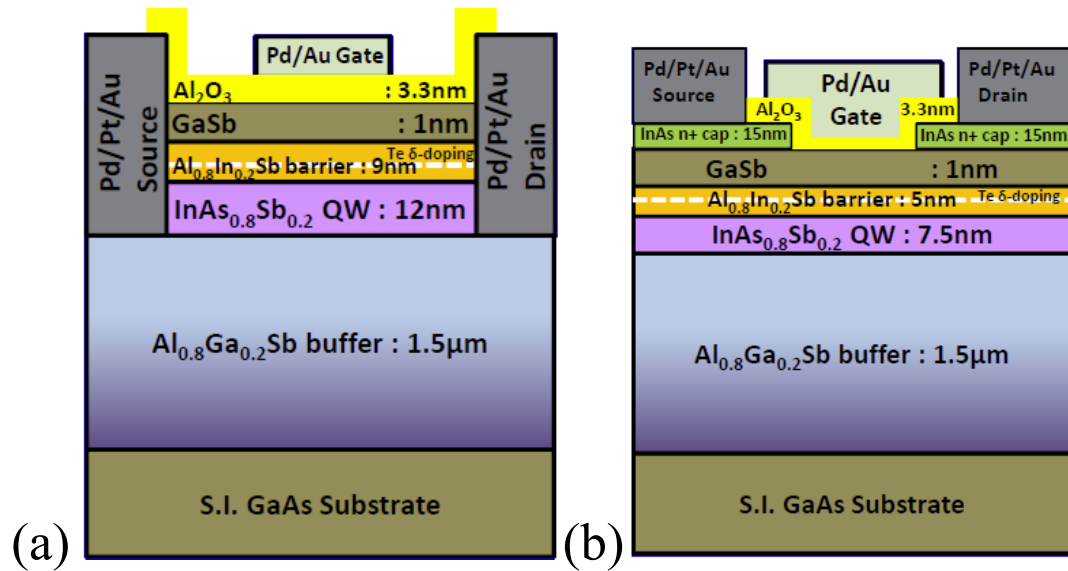 Pd/Au Gate
Pd/Pt/Au
Source
Pd/Pt/Au
Drain
Al₂O₃ : 3.3nm
GaSb : 1nm
Te δ-doping
Al₀.₈In₀.₂Sb barrier : 9nm
InAs₀.₈Sb₀.₂ QW : 12nm
Al₀.₈Ga₀.₂Sb buffer : 1.5µm
S.I. GaAs Substrate
(a)
Pd/Pt/Au
Source
Pd/Au
Gate
Pd/Pt/Au
Drain
Al₂O₃ 3.3nm
InAs n+ cap : 15nm
InAs n+ cap : 15nm
GaSb : 1nm
Al₀.₈In₀.₂Sb barrier : 5nm Te δ-doping
InAs₀.₈Sb₀.₂ QW : 7.5nm
Al₀.₈Ga₀.₂Sb buffer : 1.5µm
S.I. GaAs Substrate
(b)